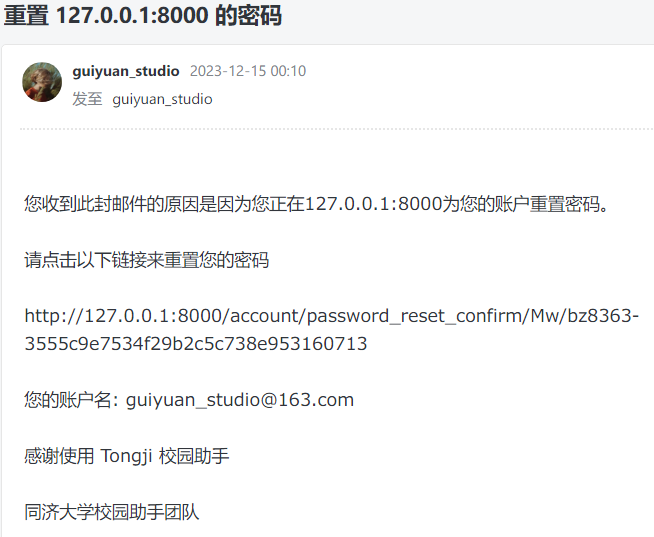 重置 127.0.0.1:8000 的密码
guiyuan_studio 2023-12-15 00:10
发至 guiyuan_studio
您收到此封邮件的原因是因为您正在127.0.0.1:8000为您的账户重置密码。
请点击以下链接来重置您的密码
http://127.0.0.1:8000/account/password_reset_confirm/Mw/bz8363-
3555c9e7534f29b2c5c738e953160713
您的账户名: guiyuan_studio@163.com
感谢使用 Tongji 校园助手
同济大学校园助手团队